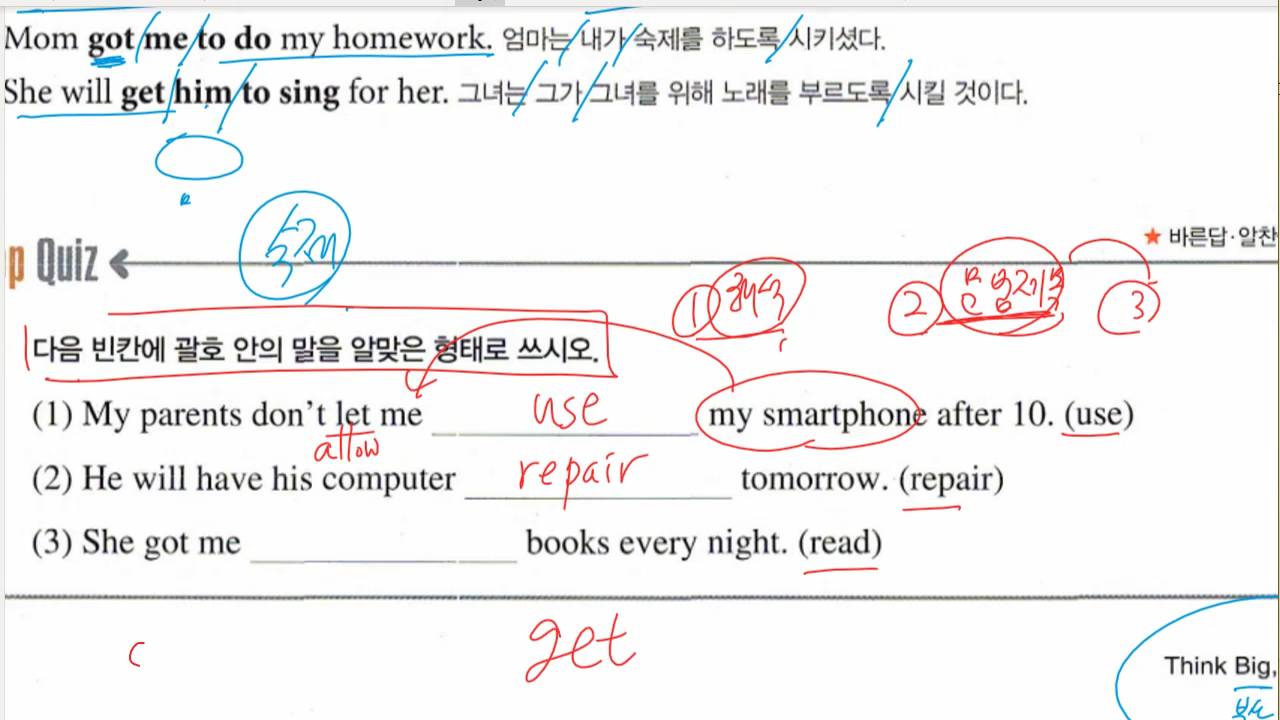 Mom got me to do my homework. 엄마는 내가 숙제를 하도록 시키셨다.
She will get him to sing for her. 그녀는 그가 그녀를 위해 노래를 부르도록 시킬 것이다.
p Quiz
★ 바른답·알찬
① 해석
②
③
다음 빈칸에 괄호 안의 말을 알맞은 형태로 쓰시오.
(1) My parents don't let me use my smartphone after 10. (use)
allow
(2) He will have his computer repair tomorrow. (repair)
(3) She got me books every night. (read)
get
Think Big,